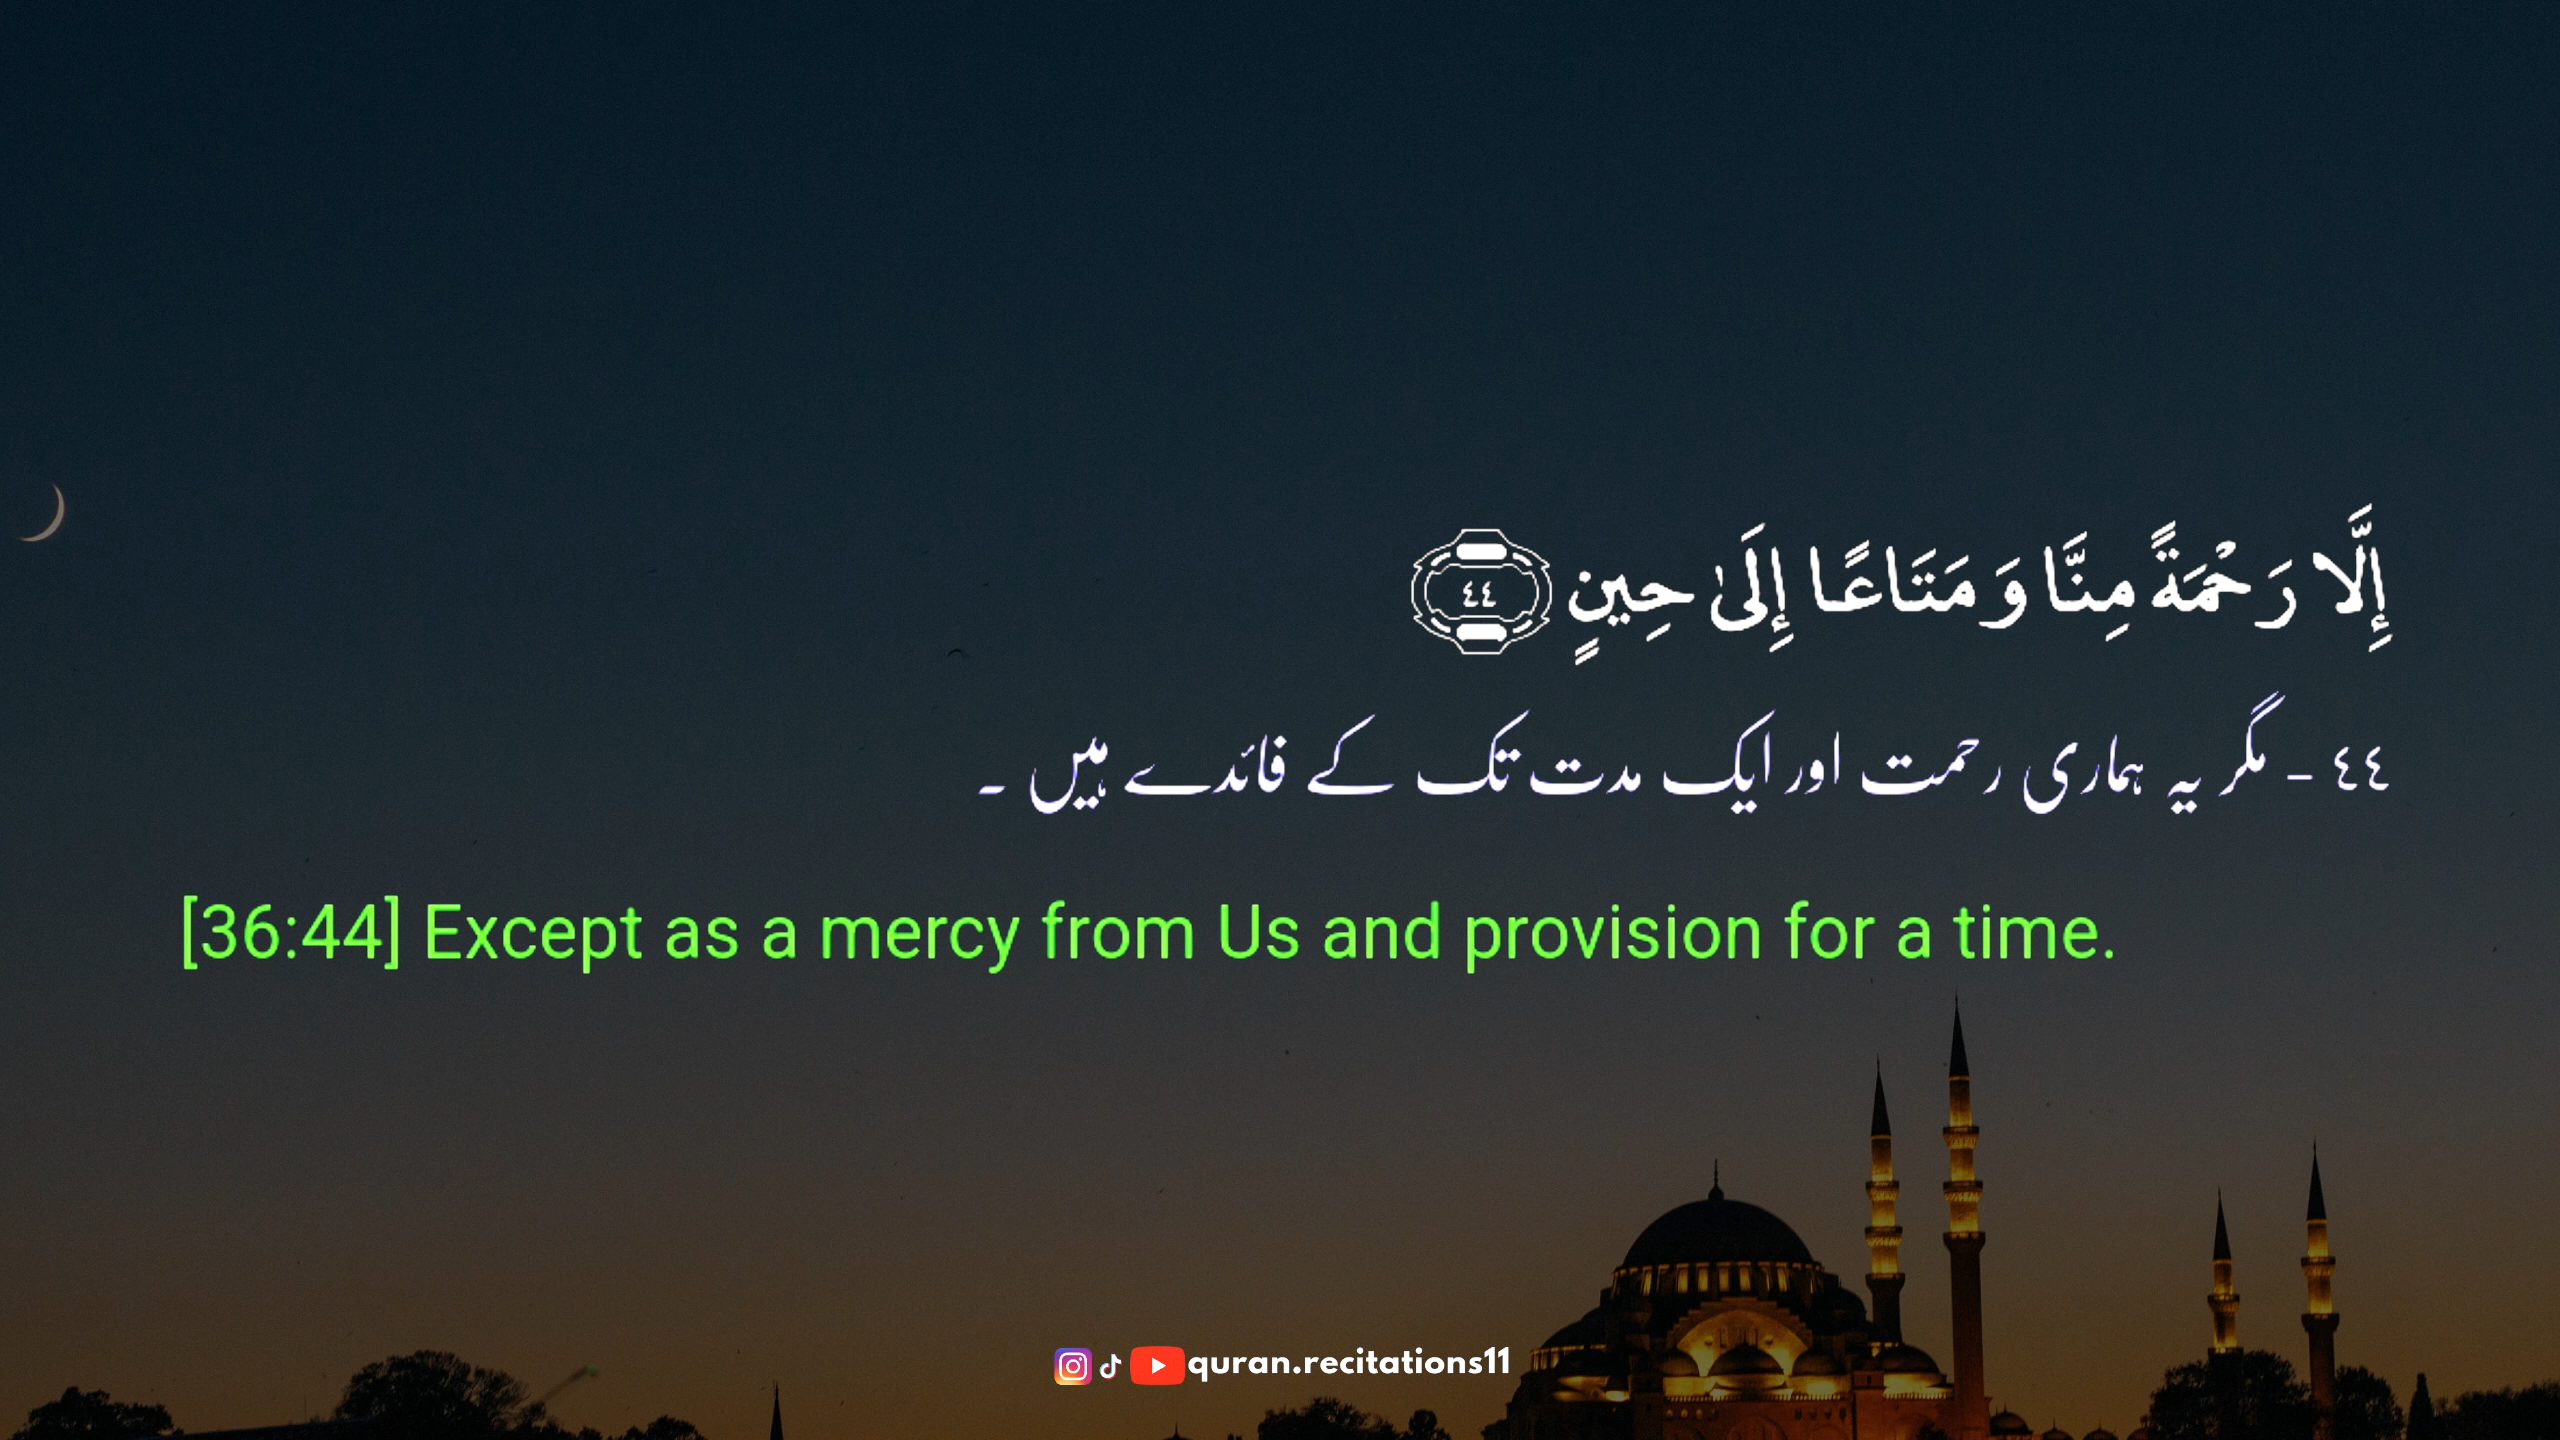 إِلَّا رَحْمَةً مِنَّا وَ مَتَاعًا إِلَىٰ حِينٍ ٤٤
٤٤ - مگر یہ ہماری رحمت اور ایک مدت تک کے فائدے ہیں ۔
[36:44] Except as a mercy from Us and provision for a time.
quran.recitations11